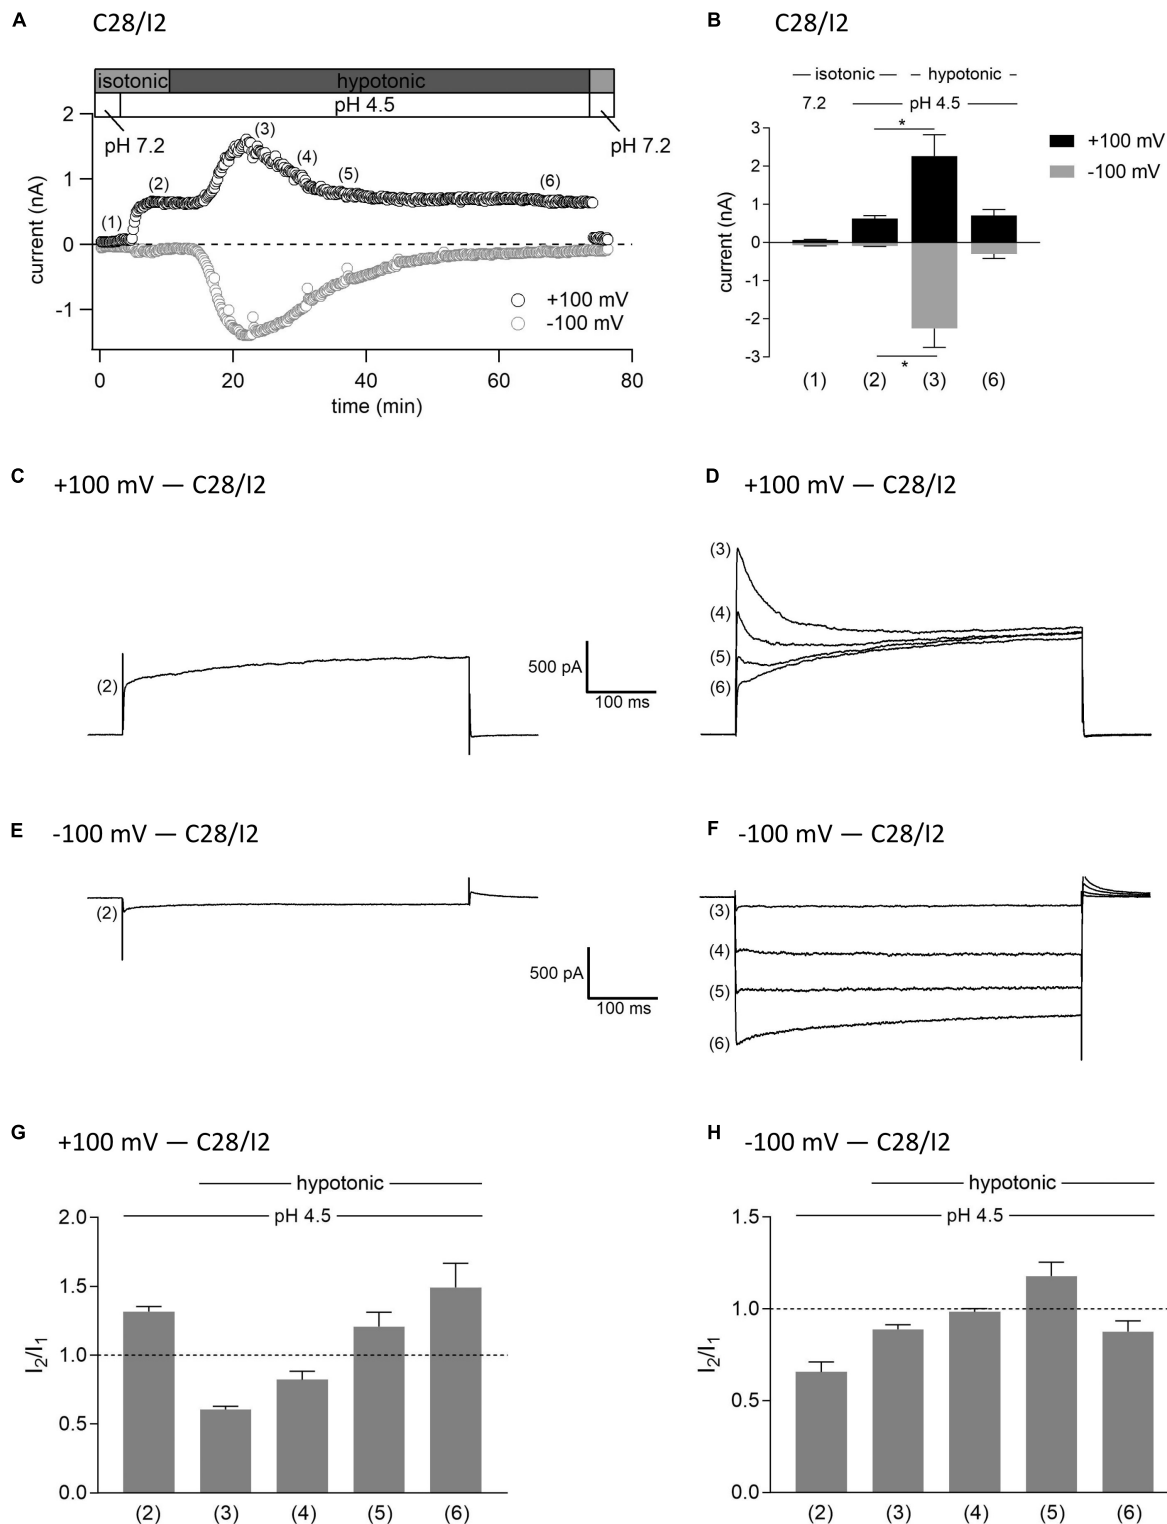 A C28/I2
isotonic hypotonic
pH 4.5
pH 7.2 pH 7.2
(1) (2) (3) (4) (5) (6)
2
1
0
-1
current (nA)
+100 mV
-100 mV
0 20 40 60 80
time (min)
B C28/I2
isotonic hypotonic
7.2 pH 4.5
*
3
2
1
0
-1
-2
-3
current (nA)
+100 mV
-100 mV
*
(1) (2) (3) (6)
C +100 mV — C28/I2
(2)
500 pA
100 ms
D +100 mV — C28/I2
(3)
(4)
(5)
(6)
E -100 mV — C28/I2
(2)
500 pA
100 ms
F -100 mV — C28/I2
(3)
(4)
(5)
(6)
G +100 mV — C28/I2
hypotonic
pH 4.5
2.0
1.5
1.0
0.5
0.0
I2/I1
(2) (3) (4) (5) (6)
H -100 mV — C28/I2
hypotonic
pH 4.5
1.5
1.0
0.5
0.0
I2/I1
(2) (3) (4) (5) (6)